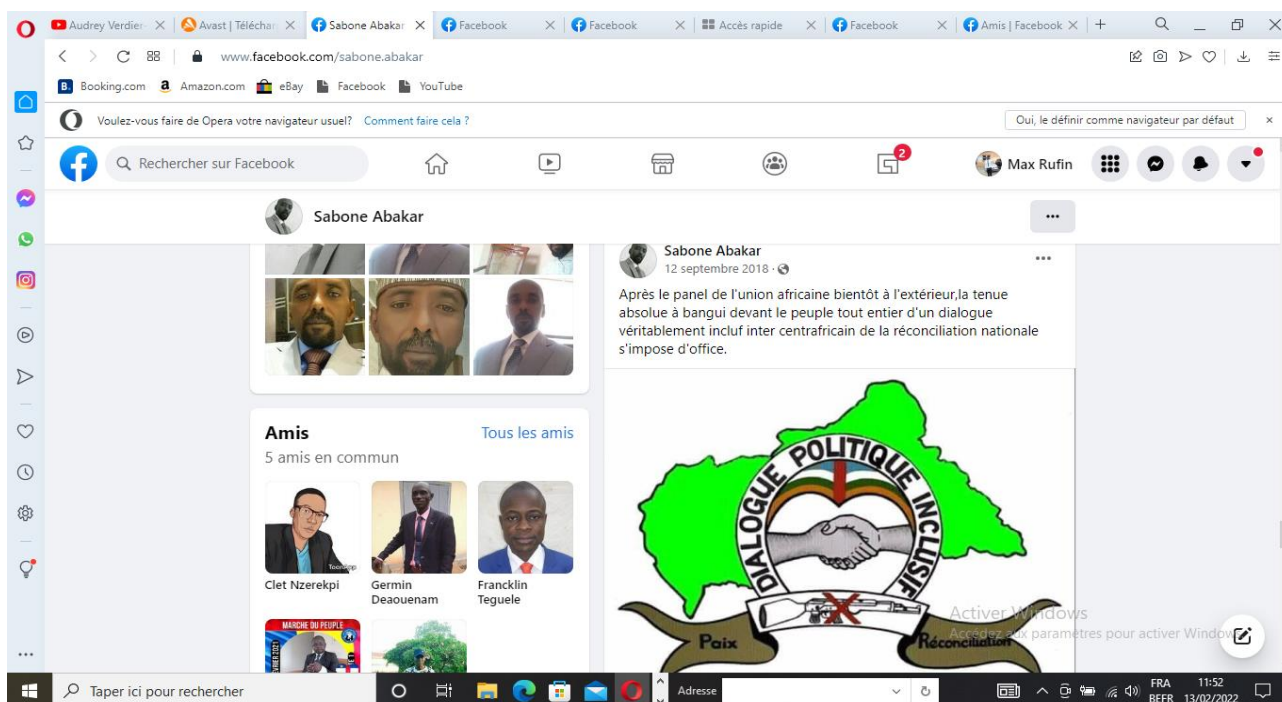 Audrey Verdier-
Avast | Téléchar
Sabone Abakar
Facebook
Facebook
Accès rapide
Facebook
Amis | Facebook
www.facebook.com/sabone.abakar
B. Booking.com
a Amazon.com
eBay
Facebook
YouTube
Voulez-vous faire de Opera votre navigateur usuel? Comment faire cela ?
Oui, le définir comme navigateur par défaut
Rechercher sur Facebook
2
Max Rufin
Sabone Abakar
Sabone Abakar
12 septembre 2018
Après le panel de l'union africaine bientôt à l'extérieur,la tenue
absolue à bangui devant le peuple tout entier d'un dialogue
véritablement incluf inter centrafricain de la réconciliation nationale
s'impose d'office.
Amis
Tous les amis
5 amis en commun
ToonApp
Clet Nzerekpi
Germin
Deaouenam
Francklin
Teguele
MARCHE DU PEUPLE
DIALOGUE POLITIQUE INCLUSIF
Paix
Réconciliation
Activer Windows
Accédez aux paramètres pour activer Window
Taper ici pour rechercher
Adresse
FRA
BEFR
11:52
13/02/2022